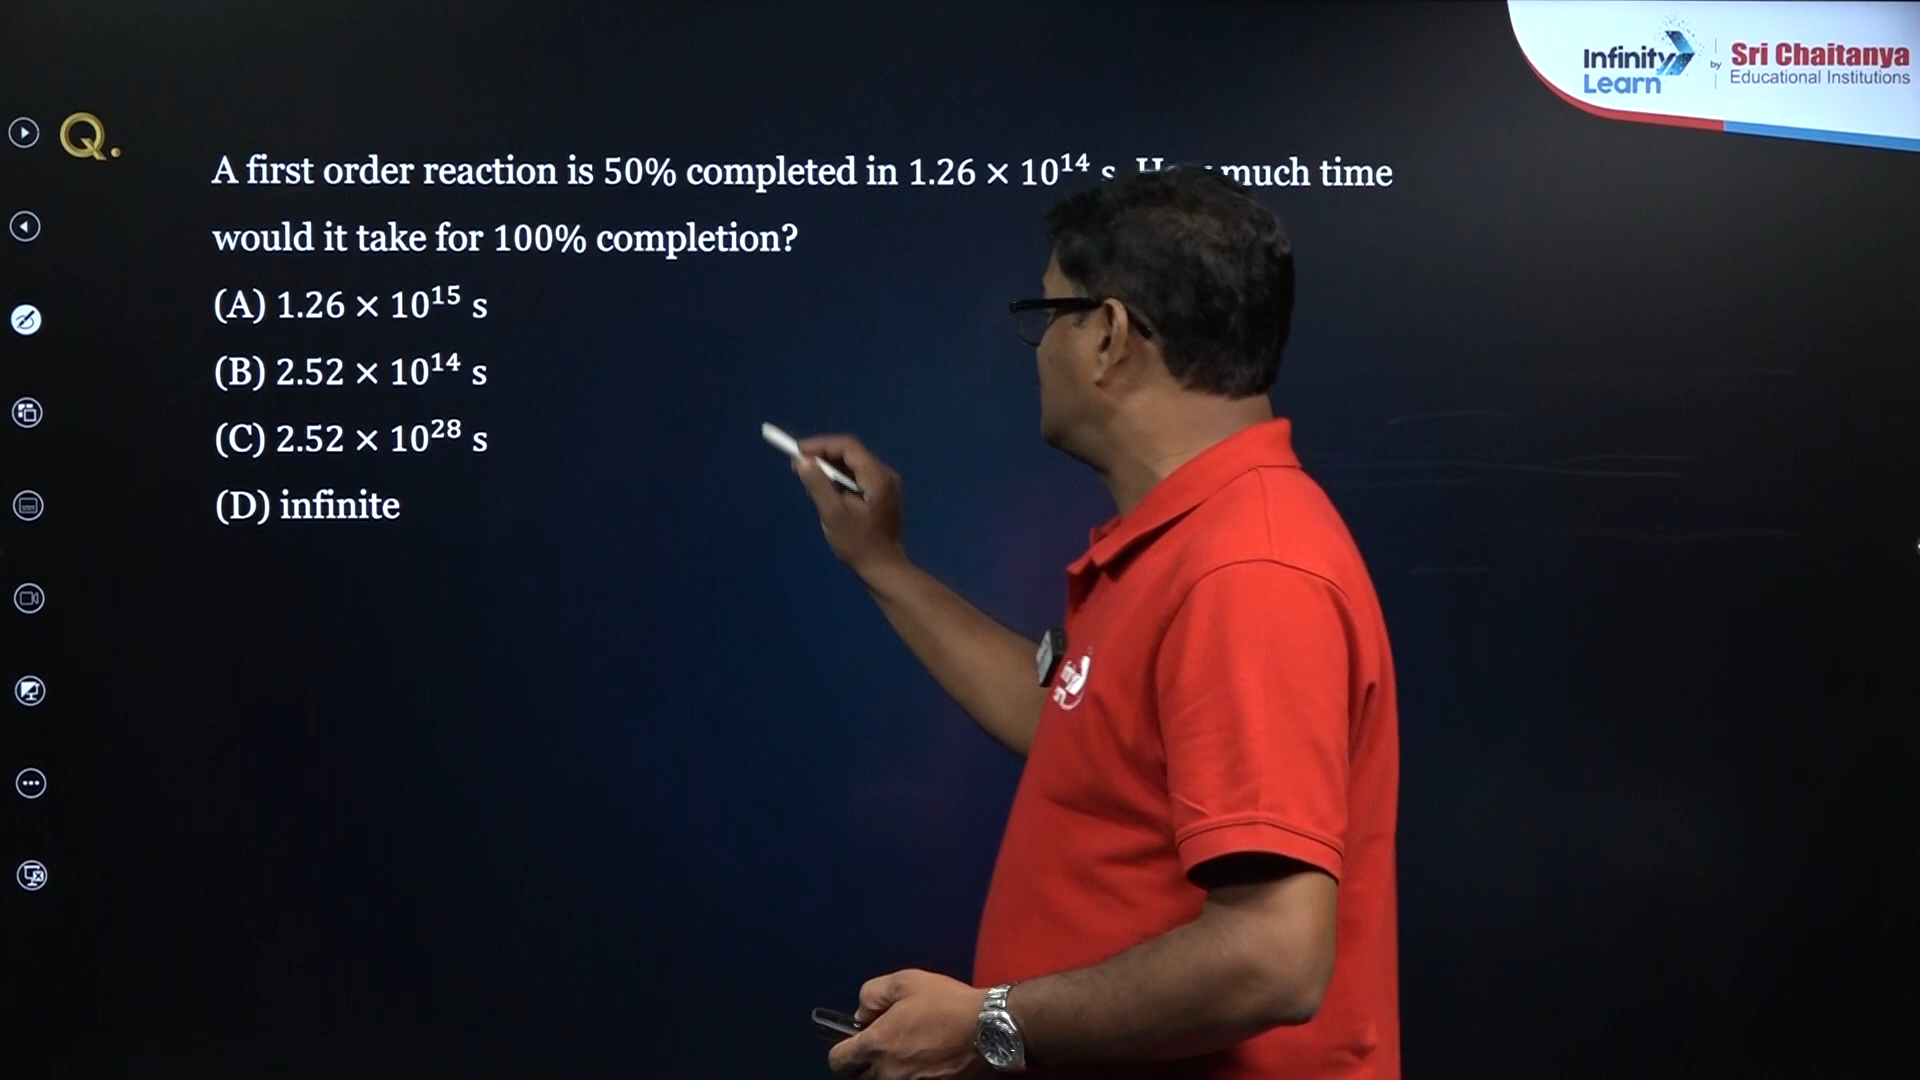 Infinity Learn by Sri Chaitanya Educational Institutions
Q.
A first order reaction is 50% completed in 1.26 × 10¹⁴ s. How much time
would it take for 100% completion?
(A) 1.26 × 10¹⁵ s
(B) 2.52 × 10¹⁴ s
(C) 2.52 × 10²⁸ s
(D) infinite